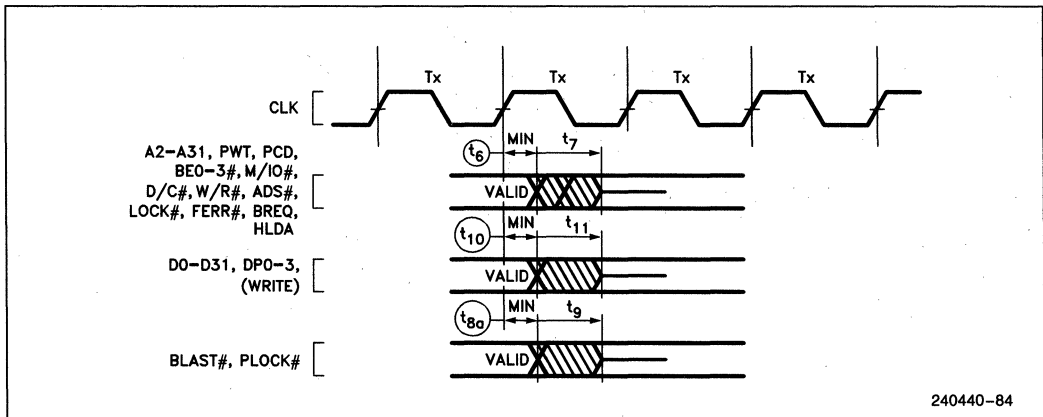 Tx Tx Tx Tx
CLK
MIN t7
t6
A2–A31, PWT, PCD,
BE0–3#, M/IO#,
D/C#, W/R#, ADS#,
LOCK#, FERR#, BREQ,
HLDA
VALID
MIN t11
t10
D0–D31, DP0–3,
(WRITE)
VALID
MIN t9
t8a
BLAST#, PLOCK#
VALID
240440–84